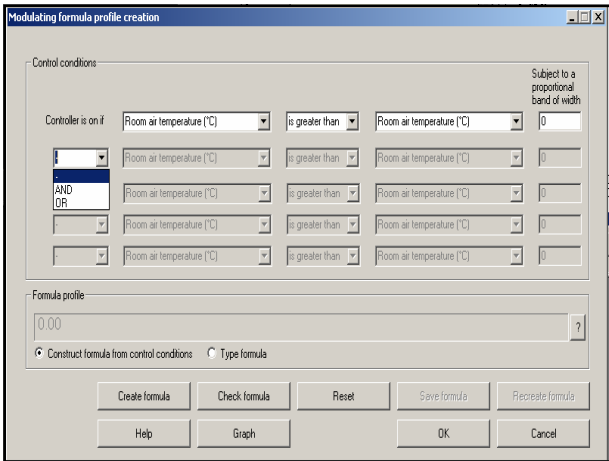 Modulating formula profile creation
Control conditions
Subject to a
proportional
band of width
Controller is on if Room air temperature (°C) is greater than Room air temperature (°C) 0
- Room air temperature (°C) is greater than Room air temperature (°C) 0
-
AND Room air temperature (°C) is greater than Room air temperature (°C) 0
OR
- Room air temperature (°C) is greater than Room air temperature (°C) 0
- Room air temperature (°C) is greater than Room air temperature (°C) 0
Formula profile
0.00 ?
Construct formula from control conditions Type formula
Create formula Check formula Reset Save formula Recreate formula
Help Graph OK Cancel